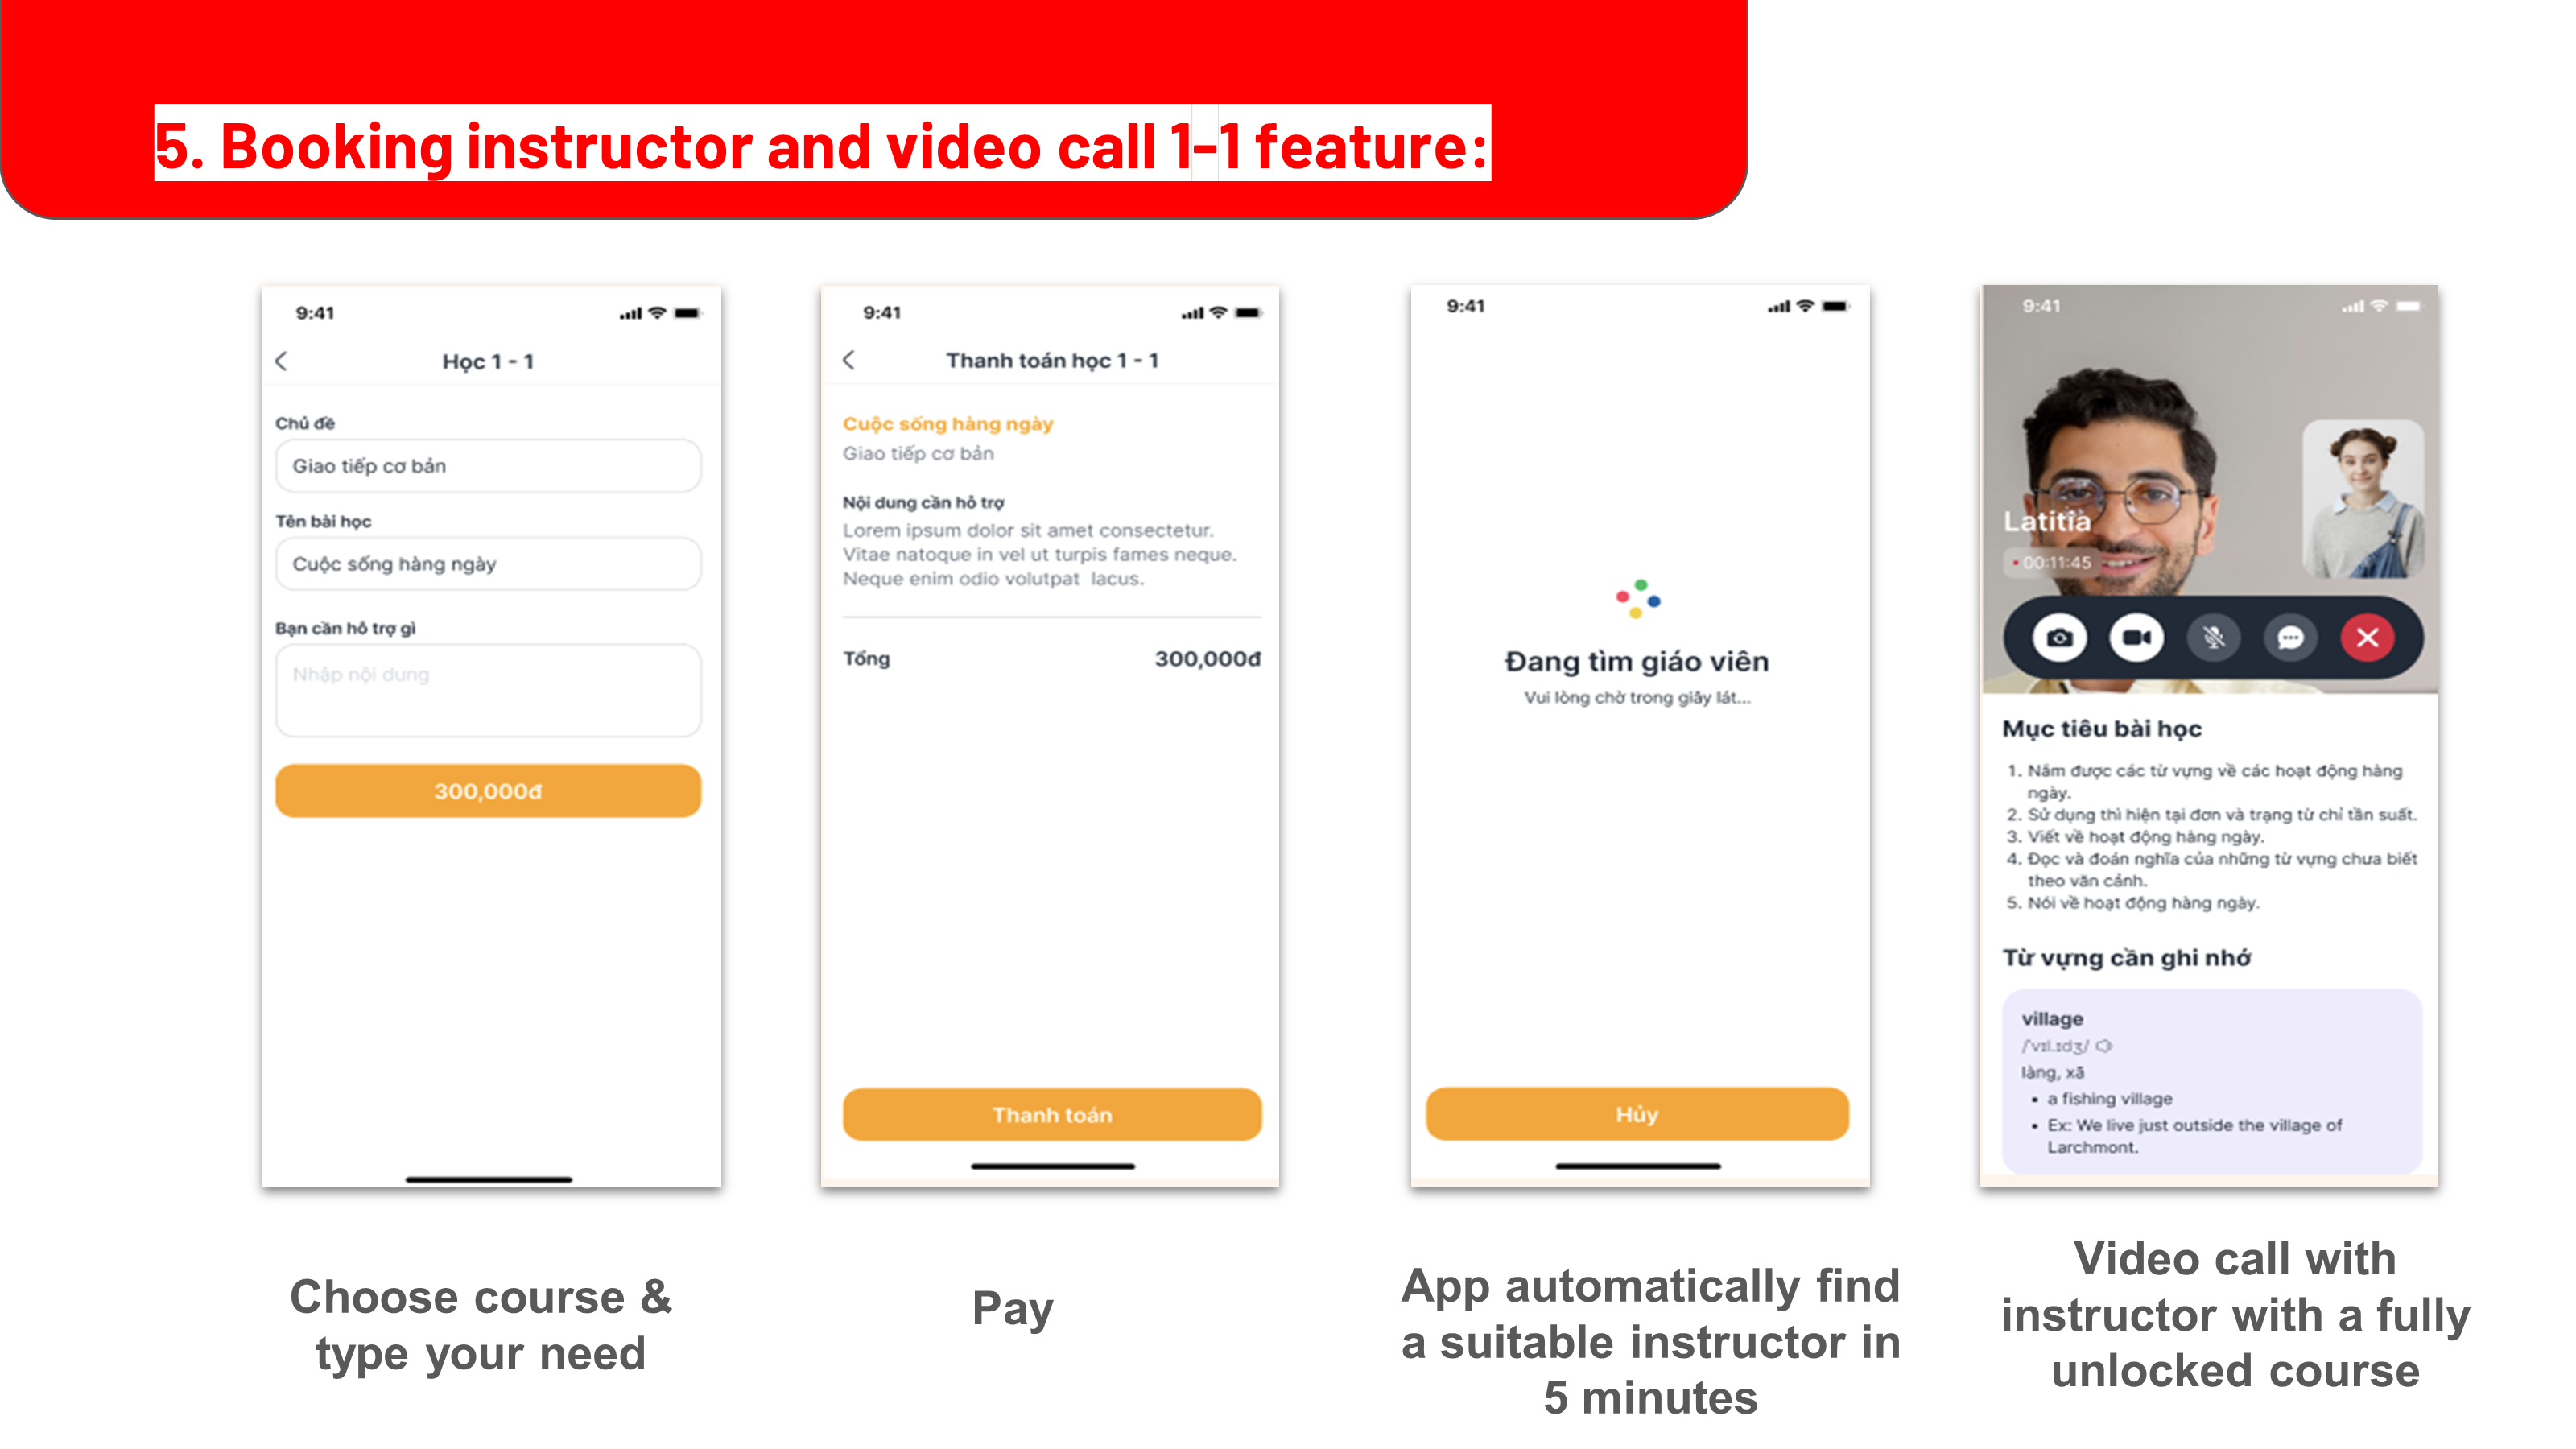 5. Booking instructor and video call 1-1 feature:
9:41
Học 1 - 1
Chủ đề
Giao tiếp cơ bản
Tên bài học
Cuộc sống hàng ngày
Bạn cần hỗ trợ gì
Nhập nội dung
300,000đ
Choose course &
type your need
9:41
Thanh toán học 1 - 1
Cuộc sống hàng ngày
Giao tiếp cơ bản
Nội dung cần hỗ trợ
Lorem ipsum dolor sit amet consectetur.
Vitae natoque in vel ut turpis fames neque.
Neque enim odio volutpat lacus.
Tổng 300,000đ
Thanh toán
Pay
9:41
Đang tìm giáo viên
Vui lòng chờ trong giây lát...
Hủy
App automatically find
a suitable instructor in
5 minutes
9:41
Latitia
00:11:45
Mục tiêu bài học
1. Nắm được các từ vựng về các hoạt động hàng
ngày.
2. Sử dụng thì hiện tại đơn và trạng từ chỉ tần suất.
3. Viết về hoạt động hàng ngày.
4. Đọc và đoán nghĩa của những từ vựng chưa biết
theo văn cảnh.
5. Nói về hoạt động hàng ngày.
Từ vựng cần ghi nhớ
village
/ˈvɪl.ɪdʒ/
làng, xã
• a fishing village
• Ex: We live just outside the village of
Larchmont.
Video call with
instructor with a fully
unlocked course